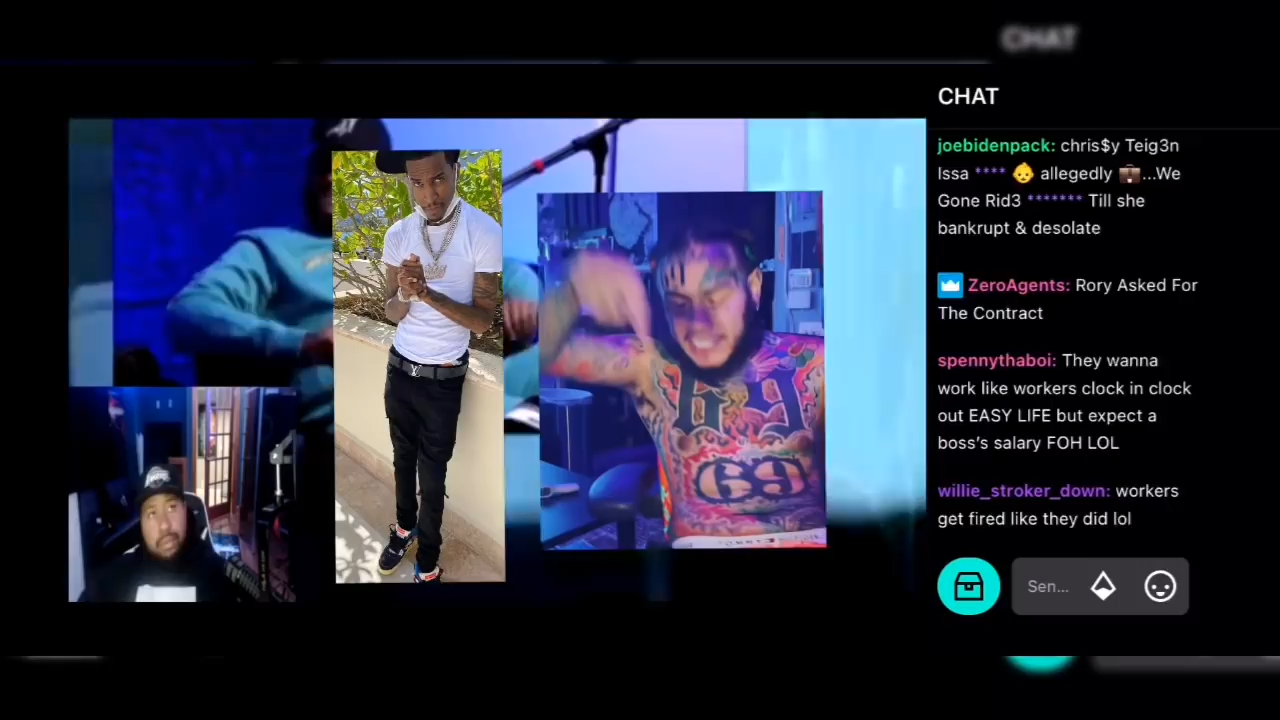 CHAT
CHAT
joebidenpack: chris$y Teig3n
Issa **** 👶 allegedly 💼...We
Gone Rid3 ******* Till she
bankrupt & desolate
ZeroAgents: Rory Asked For
The Contract
spennythaboi: They wanna
work like workers clock in clock
out EASY LIFE but expect a
boss's salary FOH LOL
willie_stroker_down: workers
get fired like they did lol
Sen...
69
69